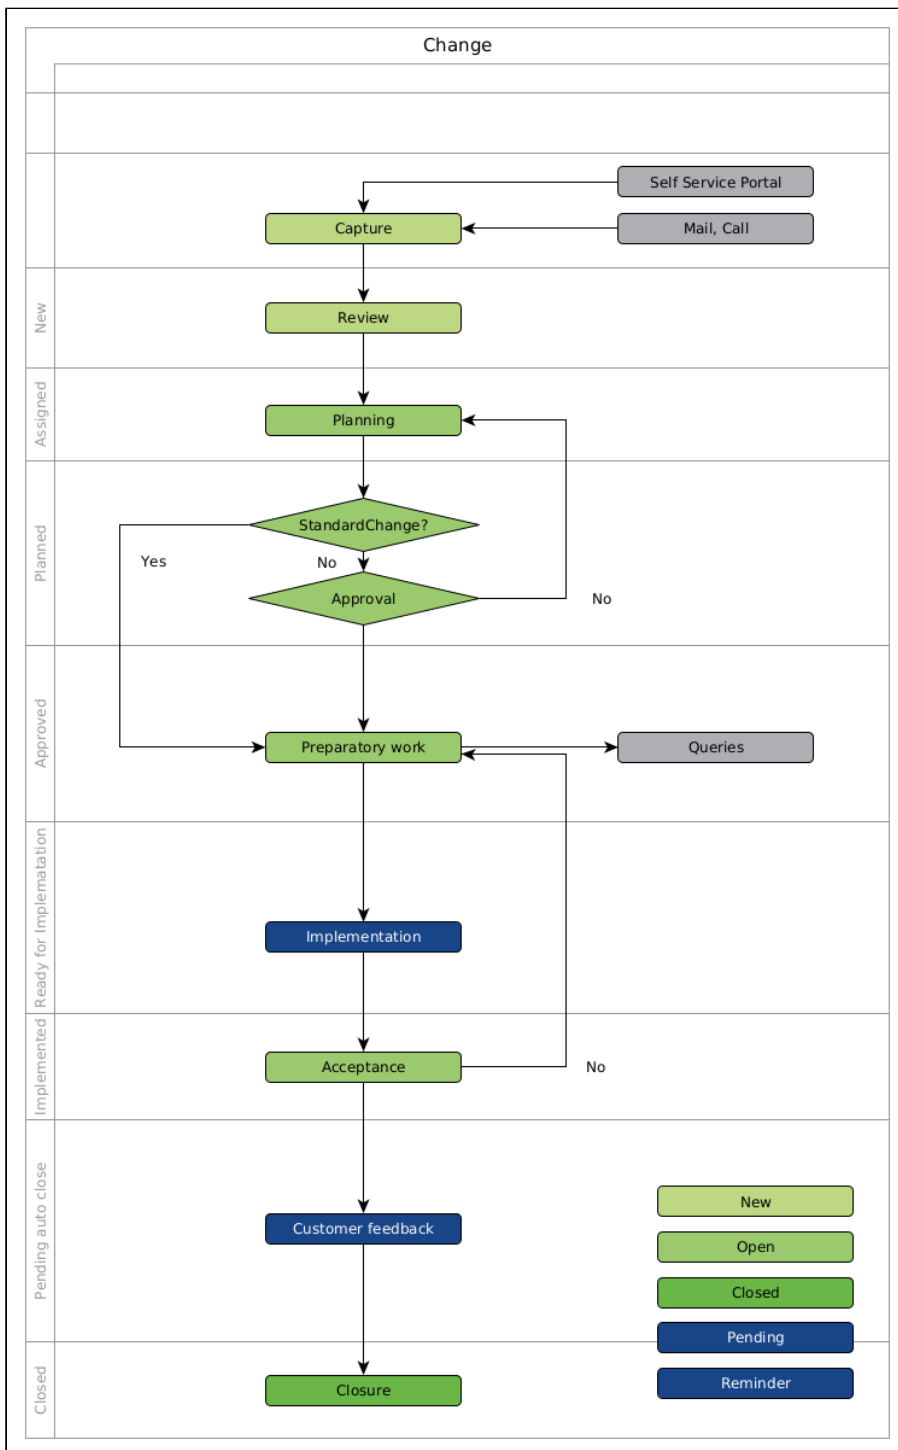 Change
Self Service Portal
Capture
Mail, Call
New
Review
Assigned
Planning
Planned
StandardChange?
Yes
No
Approval
No
Approved
Preparatory work
Queries
Ready for Implematation
Implementation
Implemented
Acceptance
No
Pending auto close
Customer feedback
New
Open
Closed
Pending
Reminder
Closed
Closure